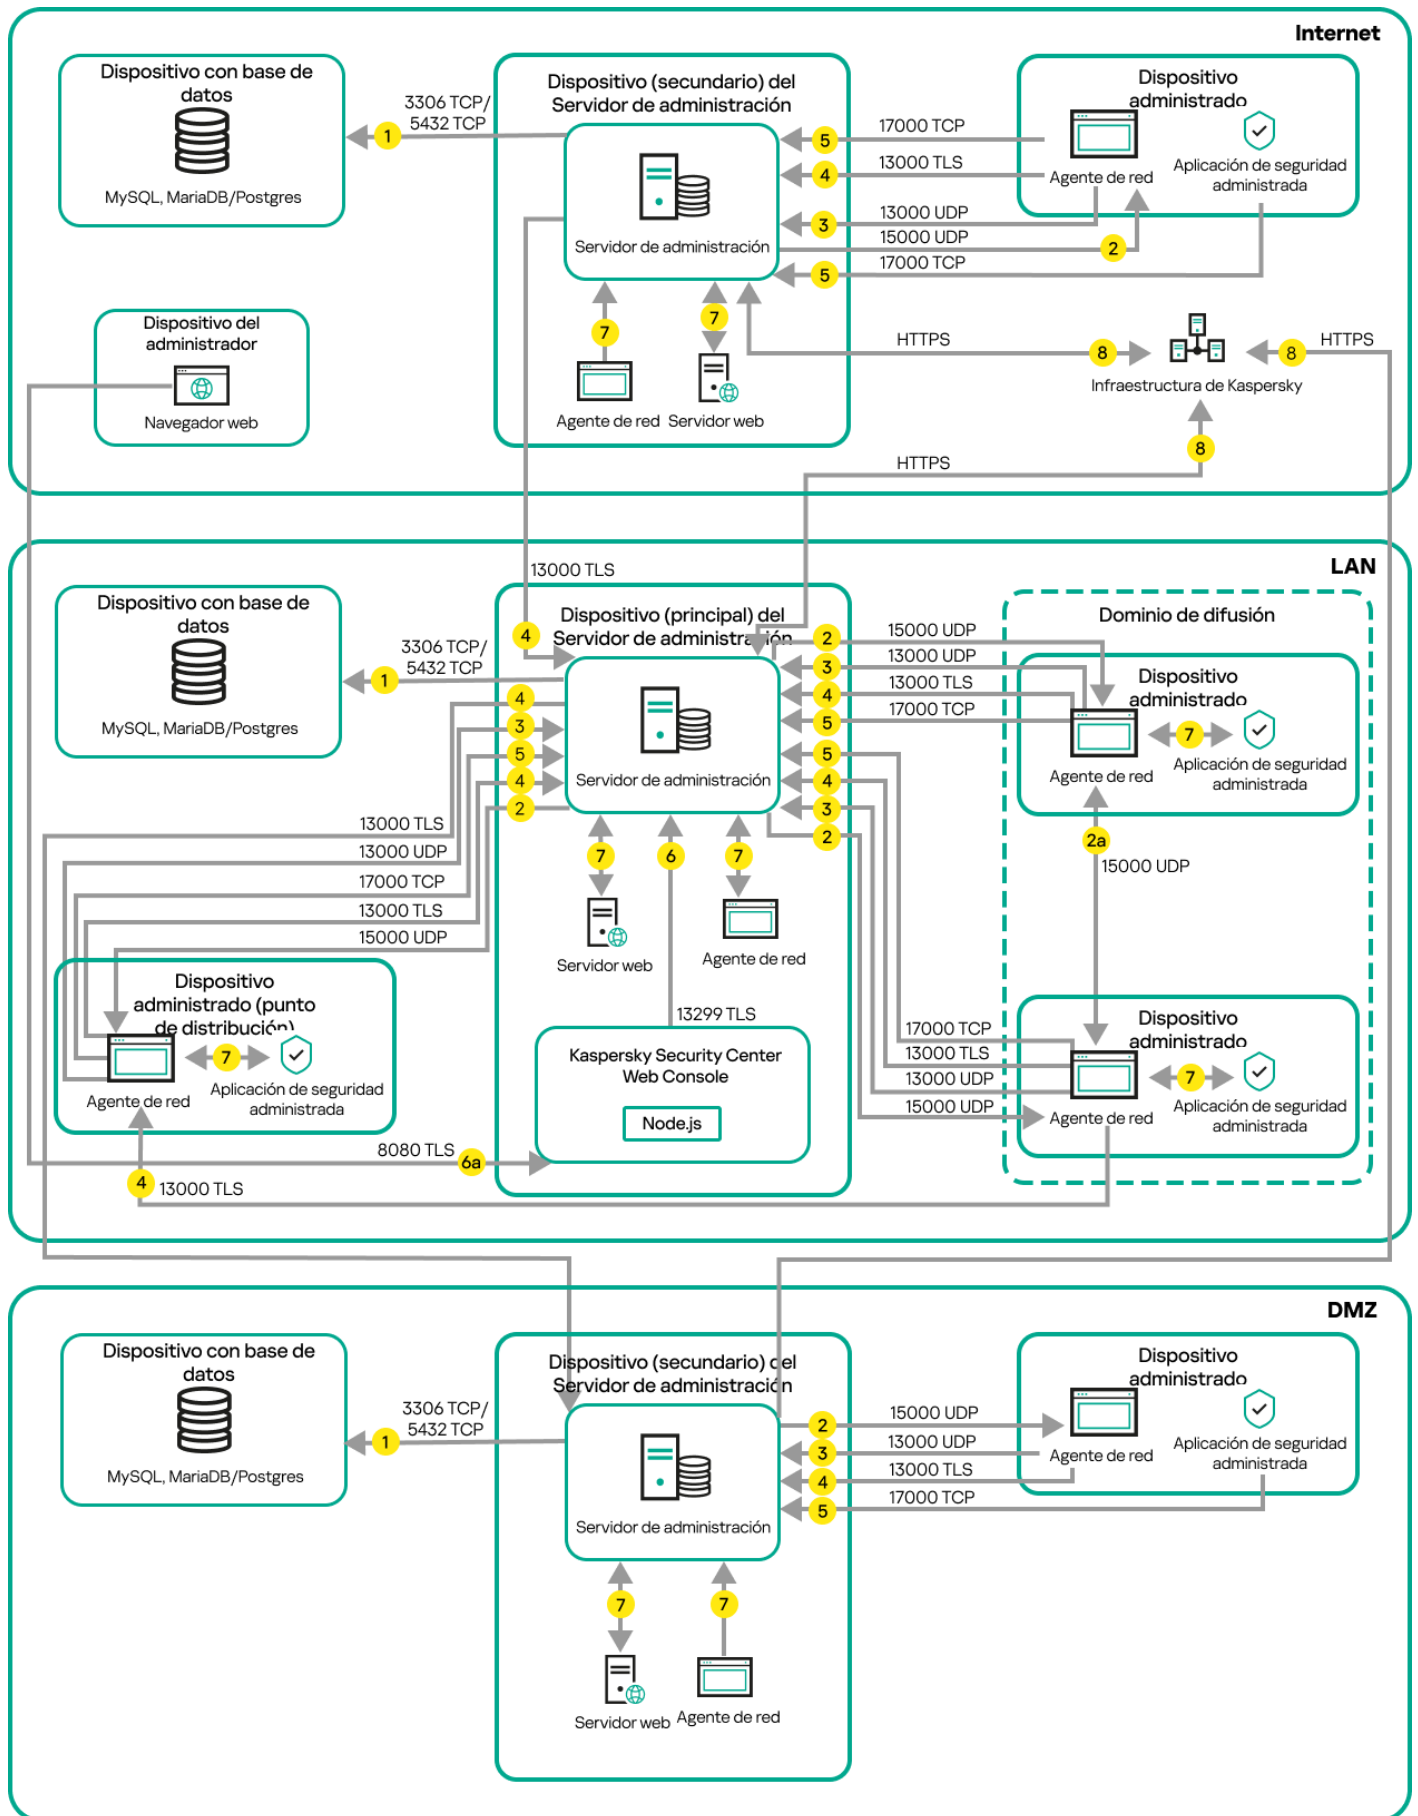 Internet
Dispositivo con base de
datos
MySQL, MariaDB/Postgres
3306 TCP/
5432 TCP
1
Dispositivo (secundario) del
Servidor de administración
Servidor de administración
7
7
Agente de red
Servidor web
Dispositivo
administrado
Agente de red
Aplicación de seguridad
administrada
5
17000 TCP
4
13000 TLS
3
13000 UDP
15000 UDP
2
5
17000 TCP
Dispositivo del
administrador
Navegador web
HTTPS
8
8
HTTPS
Infraestructura de Kaspersky
8
HTTPS
LAN
13000 TLS
4
Dispositivo con base de
datos
MySQL, MariaDB/Postgres
3306 TCP/
5432 TCP
1
Dispositivo (principal) del
Servidor de administración
Servidor de administración
4
3
5
4
2
13000 TLS
13000 UDP
17000 TCP
13000 TLS
15000 UDP
2
15000 UDP
3
13000 UDP
4
13000 TLS
5
17000 TCP
5
4
3
2
Dominio de difusión
Dispositivo
administrado
7
Agente de red
Aplicación de seguridad
administrada
2a
15000 UDP
7
6
7
Servidor web
Agente de red
13299 TLS
Kaspersky Security Center
Web Console
Node.js
Dispositivo
administrado (punto
de distribución)
7
Agente de red
Aplicación de seguridad
administrada
17000 TCP
13000 TLS
13000 UDP
15000 UDP
Dispositivo
administrado
7
Agente de red
Aplicación de seguridad
administrada
8080 TLS
6a
4
13000 TLS
DMZ
Dispositivo con base de
datos
MySQL, MariaDB/Postgres
3306 TCP/
5432 TCP
1
Dispositivo (secundario) del
Servidor de administración
Servidor de administración
2
15000 UDP
3
13000 UDP
4
13000 TLS
5
17000 TCP
Dispositivo
administrado
Agente de red
Aplicación de seguridad
administrada
7
7
Servidor web
Agente de red